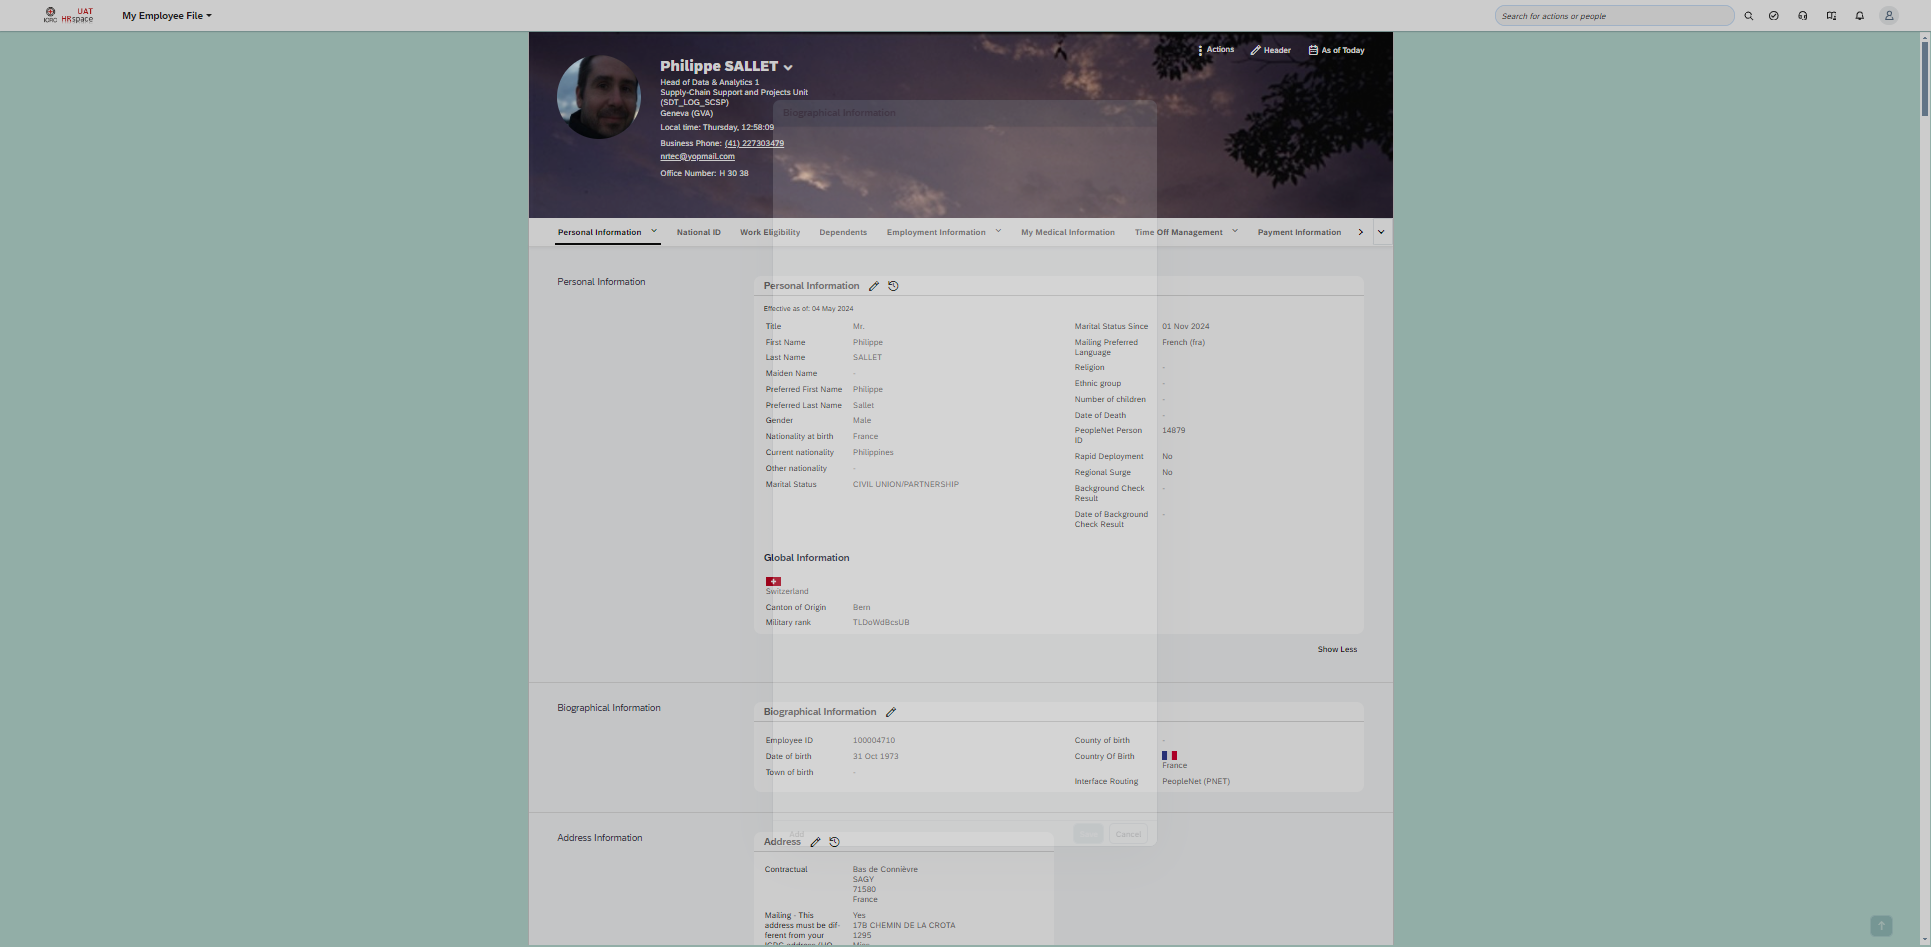 ICRC
UAT
HRspace
My Employee File
Search for actions or people
Actions
Header
As of Today
Philippe SALLET
Head of Data & Analytics 1
Supply-Chain Support and Projects Unit
(SDT_LOG_SCSP)
Geneva (GVA)
Local time: Thursday, 12:58:09
Business Phone: (41) 227303479
nrtec@yopmail.com
Office Number: H 30 38
Biographical Information
Personal Information
National ID
Work Eligibility
Dependents
Employment Information
My Medical Information
Time Off Management
Payment Information
Personal Information
Personal Information
Effective as of: 04 May 2024
Title Mr.
First Name Philippe
Last Name SALLET
Maiden Name -
Preferred First Name Philippe
Preferred Last Name Sallet
Gender Male
Nationality at birth France
Current nationality Philippines
Other nationality -
Marital Status CIVIL UNION/PARTNERSHIP
Marital Status Since 01 Nov 2024
Mailing Preferred French (fra)
Language
Religion -
Ethnic group -
Number of children -
Date of Death -
PeopleNet Person 14879
ID
Rapid Deployment No
Regional Surge No
Background Check -
Result
Date of Background -
Check Result
Global Information
Switzerland
Canton of Origin Bern
Military rank TLDoWdBcsUB
Show Less
Biographical Information
Biographical Information
Employee ID 100004710
Date of birth 31 Oct 1973
Town of birth -
County of birth -
Country Of Birth
France
Interface Routing PeopleNet (PNET)
Add
Cancel
Address Information
Address
Contractual Bas de Connièvre
SAGY
71580
France
Mailing - This Yes
address must be dif- 17B CHEMIN DE LA CROTA
ferent from your 1295